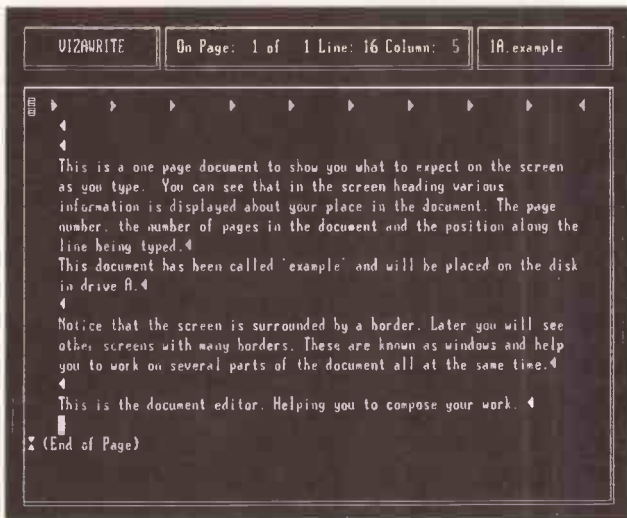 VIZAWRITE
On Page: 1 of 1 Line: 16 Column: 5
1A.example
This is a one page document to show you what to expect on the screen
as you type. You can see that in the screen heading various
information is displayed about your place in the document. The page
number, the number of pages in the document and the position along the
line being typed.
This document has been called `example` and will be placed on the disk
in drive A.
Notice that the screen is surrounded by a border. Later you will see
other screens with many borders. These are known as windows and help
you to work on several parts of the document all at the same time.
This is the document editor. Helping you to compose your work.
(End of Page)